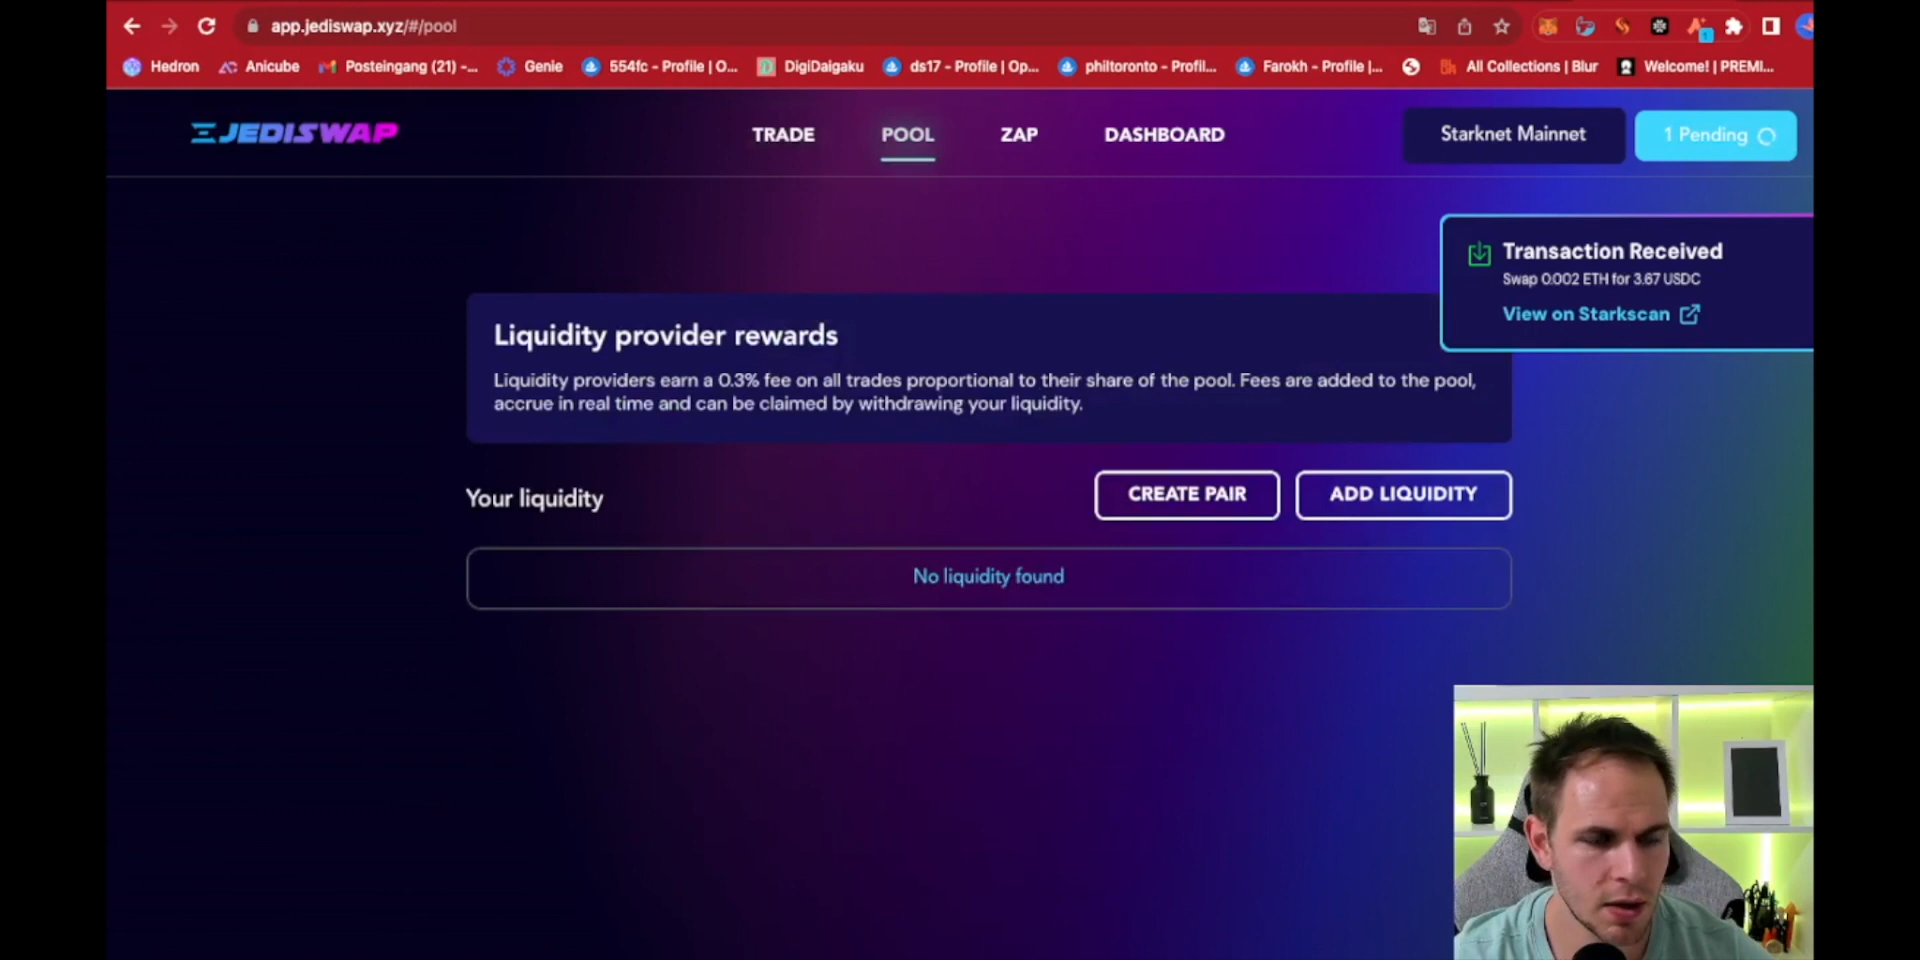 app.jediswap.xyz/#/pool
1
Hedron
Anicube
Posteingang (21) -...
Genie
554fc - Profile | O...
DigiDaigaku
ds17 - Profile | Op...
philtoronto - Profil...
Farokh - Profile |...
All Collections | Blur
Welcome! | PREMI...
JEDISWAP
TRADE
POOL
ZAP
DASHBOARD
Starknet Mainnet
1 Pending
Transaction Received
Swap 0.002 ETH for 3.67 USDC
View on Starkscan
Liquidity provider rewards
Liquidity providers earn a 0.3% fee on all trades proportional to their share of the pool. Fees are added to the pool,
accrue in real time and can be claimed by withdrawing your liquidity.
Your liquidity
CREATE PAIR
ADD LIQUIDITY
No liquidity found